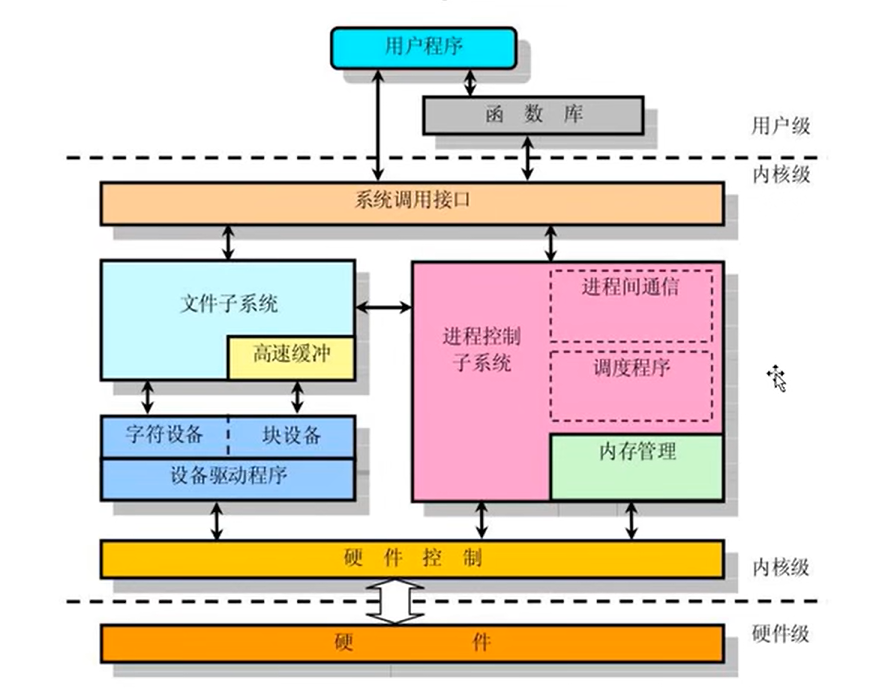 用户程序
函 数 库
用户级
内核级
系统调用接口
文件子系统
高速缓冲
进程控制
子系统
进程间通信
调度程序
内存管理
字符设备
块设备
设备驱动程序
硬 件 控 制
内核级
硬件级
硬 件